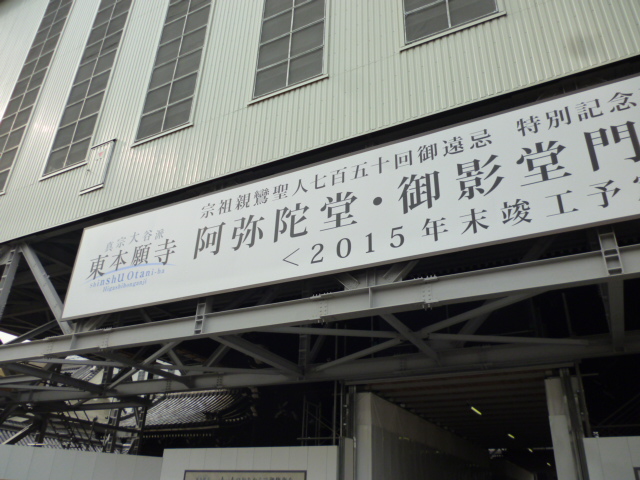 宗祖親鸞聖人七百五十回御遠忌 特別記念
真宗大谷派
東本願寺
Shinshu Otani-ha
Higashihonganji
阿弥陀堂・御影堂門
<2015年末竣工予定